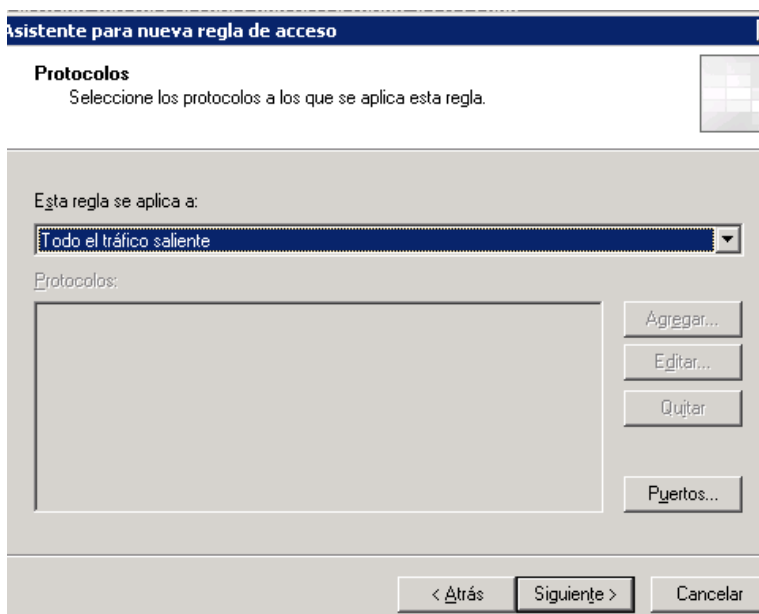 Asistente para nueva regla de acceso
Protocolos
Seleccione los protocolos a los que se aplica esta regla.
Esta regla se aplica a:
Todo el tráfico saliente
Protocolos:
Agregar...
Editar...
Quitar
Puertos...
< Atrás Siguiente > Cancelar